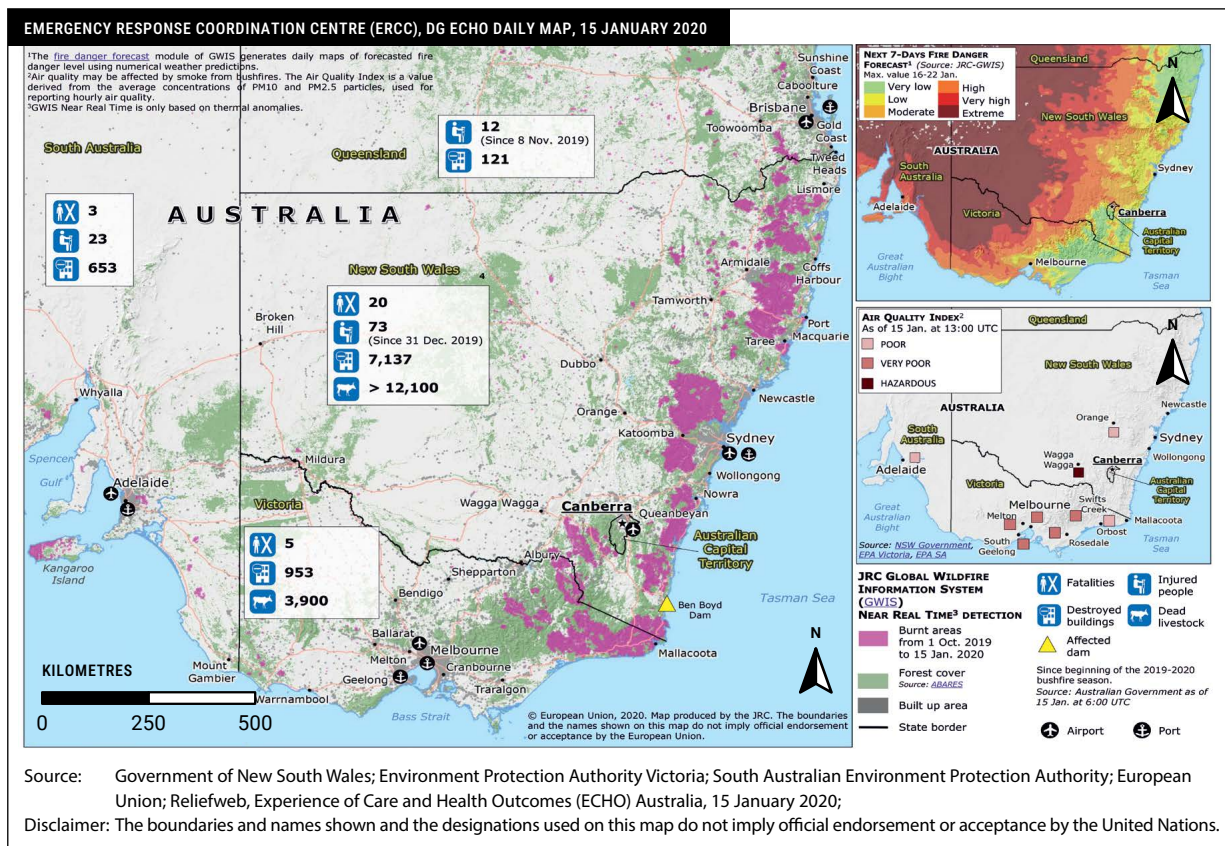 EMERGENCY RESPONSE COORDINATION CENTRE (ERCC), DG ECHO DAILY MAP, 15 JANUARY 2020
¹The fire danger forecast module of GWIS generates daily maps of forecasted fire
danger level using numerical weather predictions.
²Air quality may be affected by smoke from bushfires. The Air Quality Index is a value
derived from the average concentrations of PM10 and PM2.5 particles, used for
reporting hourly air quality.
³GWIS Near Real Time is only based on thermal anomalies.
Sunshine
Coast
Caboolture
Brisbane
Toowoomba
Gold
Coast
Tweed
Heads
Lismore
12
(Since 8 Nov. 2019)
121
South Australia
Queensland
3
23
653
AUSTRALIA
New South Wales
4
Armidale
Coffs
Harbour
Tamworth
20
73
(Since 31 Dec. 2019)
7,137
> 12,100
Broken
Hill
Port
Macquarie
Taree
Dubbo
Whyalla
Newcastle
Orange
Katoomba
Sydney
Spencer
Gulf
Mildura
Wollongong
Adelaide
Victoria
Wagga Wagga
Canberra
Nowra
Queanbeyan
Australian
Capital
Territory
Kangaroo
Island
5
953
3,900
Albury
Shepparton
Bendigo
Ben Boyd
Dam
Tasman Sea
Ballarat
Melbourne
Melton
Cranbourne
Mallacoota
Mount
Gambier
Geelong
Traralgon
Warrnambool
Bass Strait
N
KILOMETRES
0 250 500
© European Union, 2020. Map produced by the JRC. The boundaries
and the names shown on this map do not imply official endorsement
or acceptance by the European Union.
NEXT 7-DAYS FIRE DANGER
FORECAST¹ (Source: JRC-GWIS)
Max. value 16-22 Jan.
Very low
Low
Moderate
High
Very high
Extreme
Queensland
N
New South Wales
AUSTRALIA
South
Australia
Sydney
Adelaide
Victoria
Canberra
Australian
Capital
Territory
Great
Australian
Bight
Melbourne
Tasman
Sea
AIR QUALITY INDEX²
As of 15 Jan. at 13:00 UTC
POOR
VERY POOR
HAZARDOUS
Queensland
N
New South Wales
AUSTRALIA
Newcastle
Orange
South
Australia
Sydney
Adelaide
Wagga
Wagga
Canberra
Wollongong
Victoria
Australian
Capital
Territory
Melbourne
Swifts
Creek
Melton
Mallacoota
Great
Australian
Bight
South
Geelong
Rosedale
Orbost
Tasman
Sea
Source: NSW Government,
EPA Victoria, EPA SA
JRC GLOBAL WILDFIRE
INFORMATION SYSTEM
(GWIS)
NEAR REAL TIME³ DETECTION
Burnt areas
from 1 Oct. 2019
to 15 Jan. 2020
Forest cover
Source: ABARES
Built up area
State border
Fatalities
Injured
people
Destroyed
buildings
Dead
livestock
Affected
dam
Since beginning of the 2019-2020
bushfire season.
Source: Australian Government as of
15 Jan. at 6:00 UTC
Airport
Port
Source: Government of New South Wales; Environment Protection Authority Victoria; South Australian Environment Protection Authority; European
Union; Reliefweb, Experience of Care and Health Outcomes (ECHO) Australia, 15 January 2020;
Disclaimer: The boundaries and names shown and the designations used on this map do not imply official endorsement or acceptance by the United Nations.